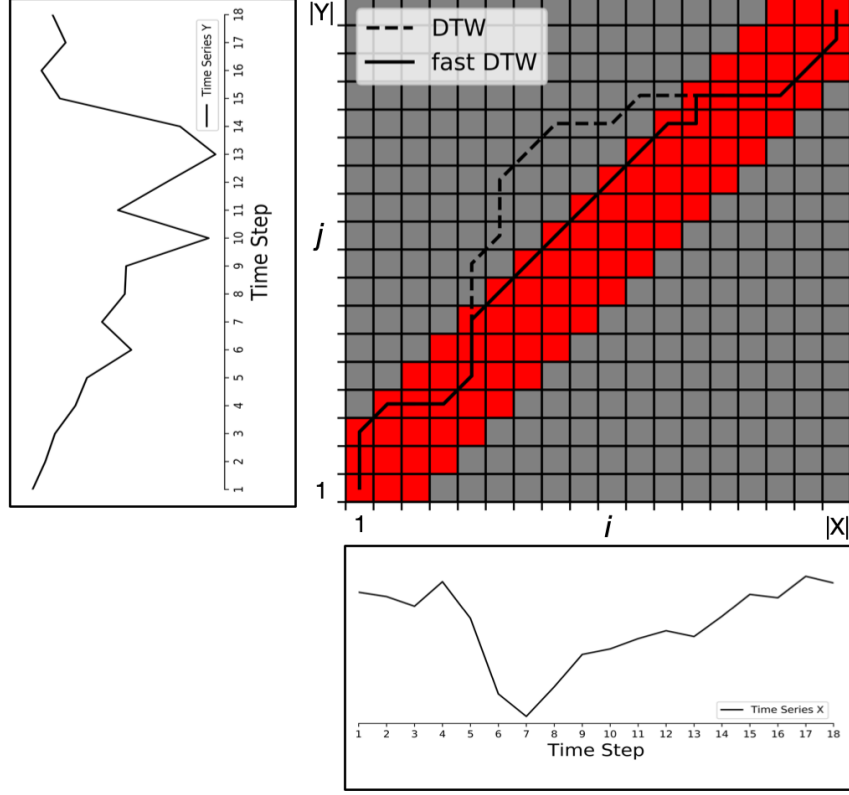 |Y|
DTW
fast DTW
j
1
1
i
|X|
Time Series Y
1 2 3 4 5 6 7 8 9 10 11 12 13 14 15 16 17 18
Time Step
Time Series X
1 2 3 4 5 6 7 8 9 10 11 12 13 14 15 16 17 18
Time Step